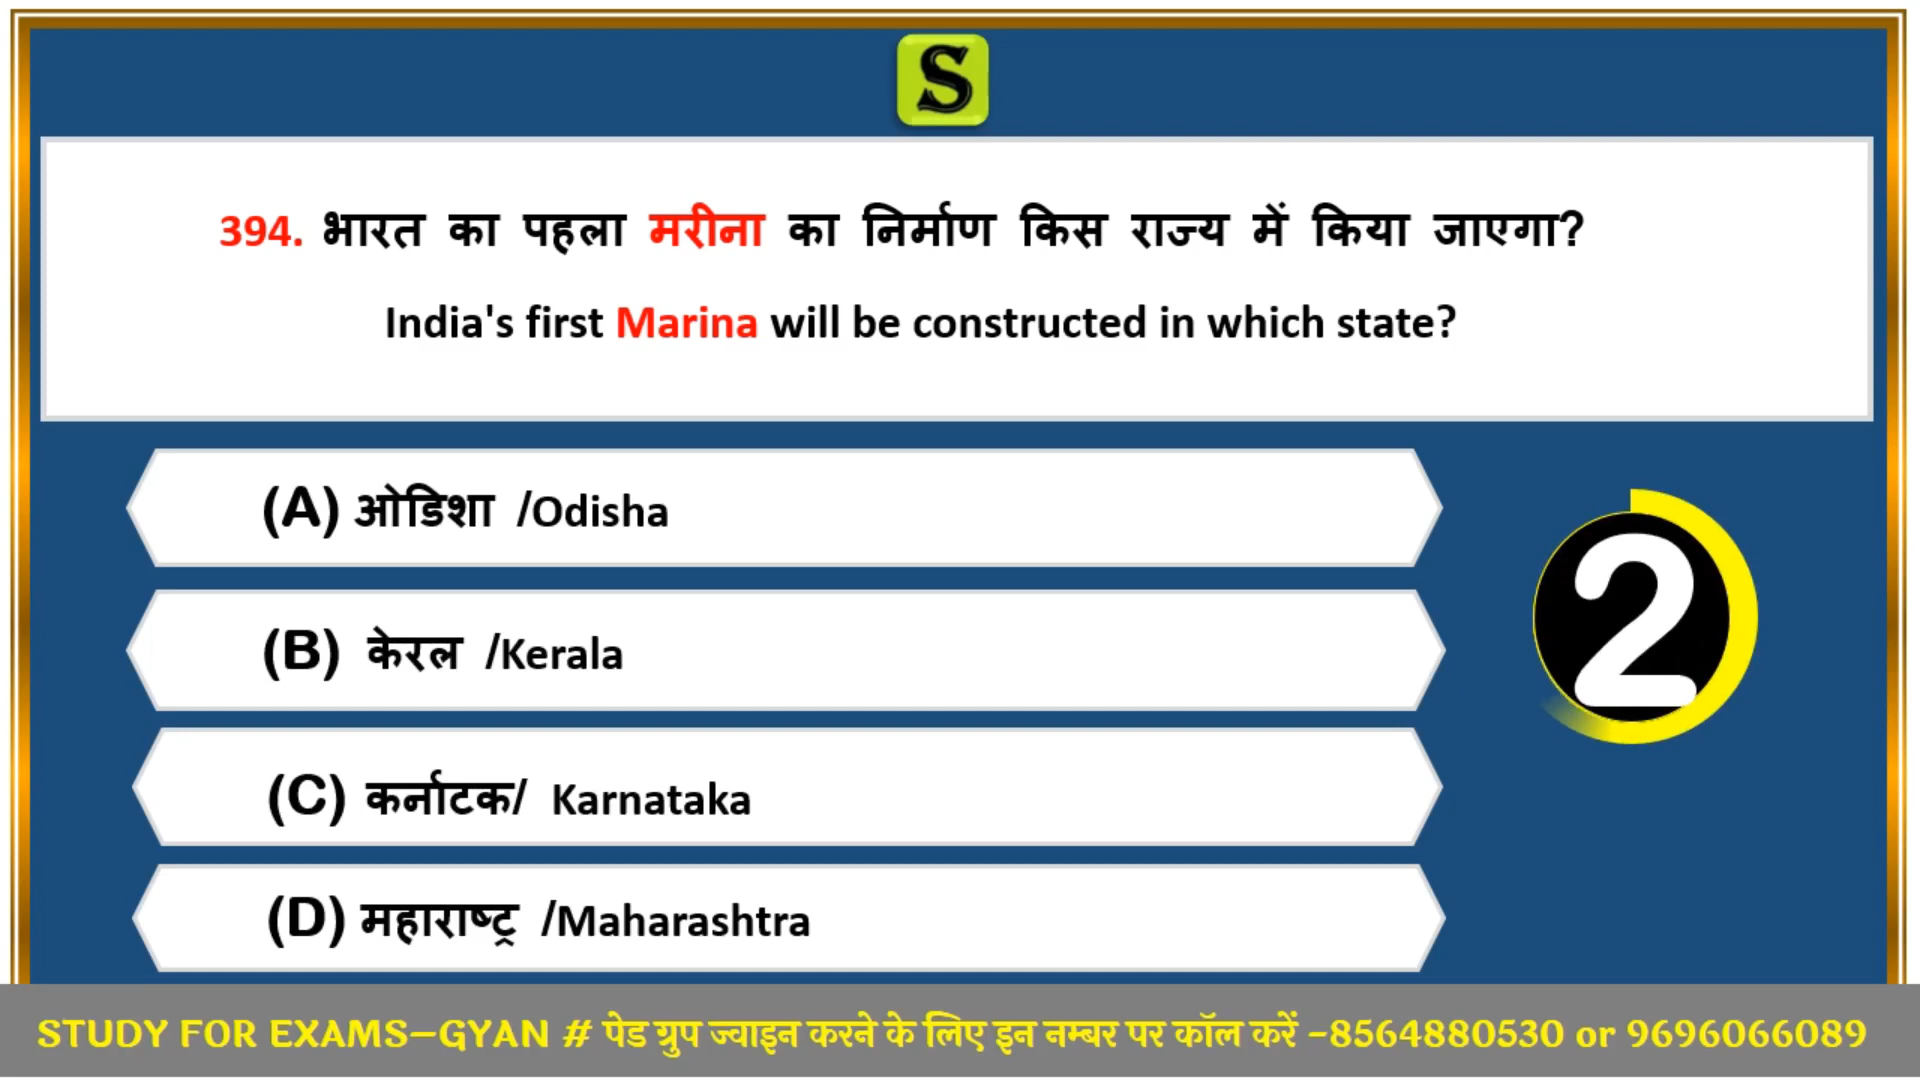 S
394. भारत का पहला मरीना का निर्माण किस राज्य में किया जाएगा?
India's first Marina will be constructed in which state?
(A) ओडिशा /Odisha
(B) केरल /Kerala
2
(C) कर्नाटक/ Karnataka
(D) महाराष्ट्र /Maharashtra
STUDY FOR EXAMS-GYAN # पेड ग्रुप ज्वाइन करने के लिए इन नम्बर पर कॉल करें -8564880530 or 9696066089